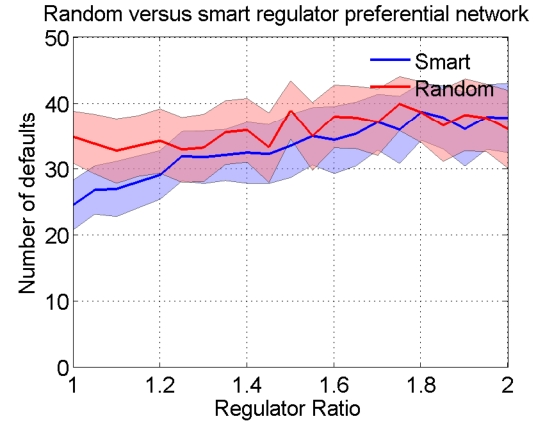 Random versus smart regulator preferential network
50
40
30
20
10
0
Number of defaults
Smart
Random
1 1.2 1.4 1.6 1.8 2
Regulator Ratio